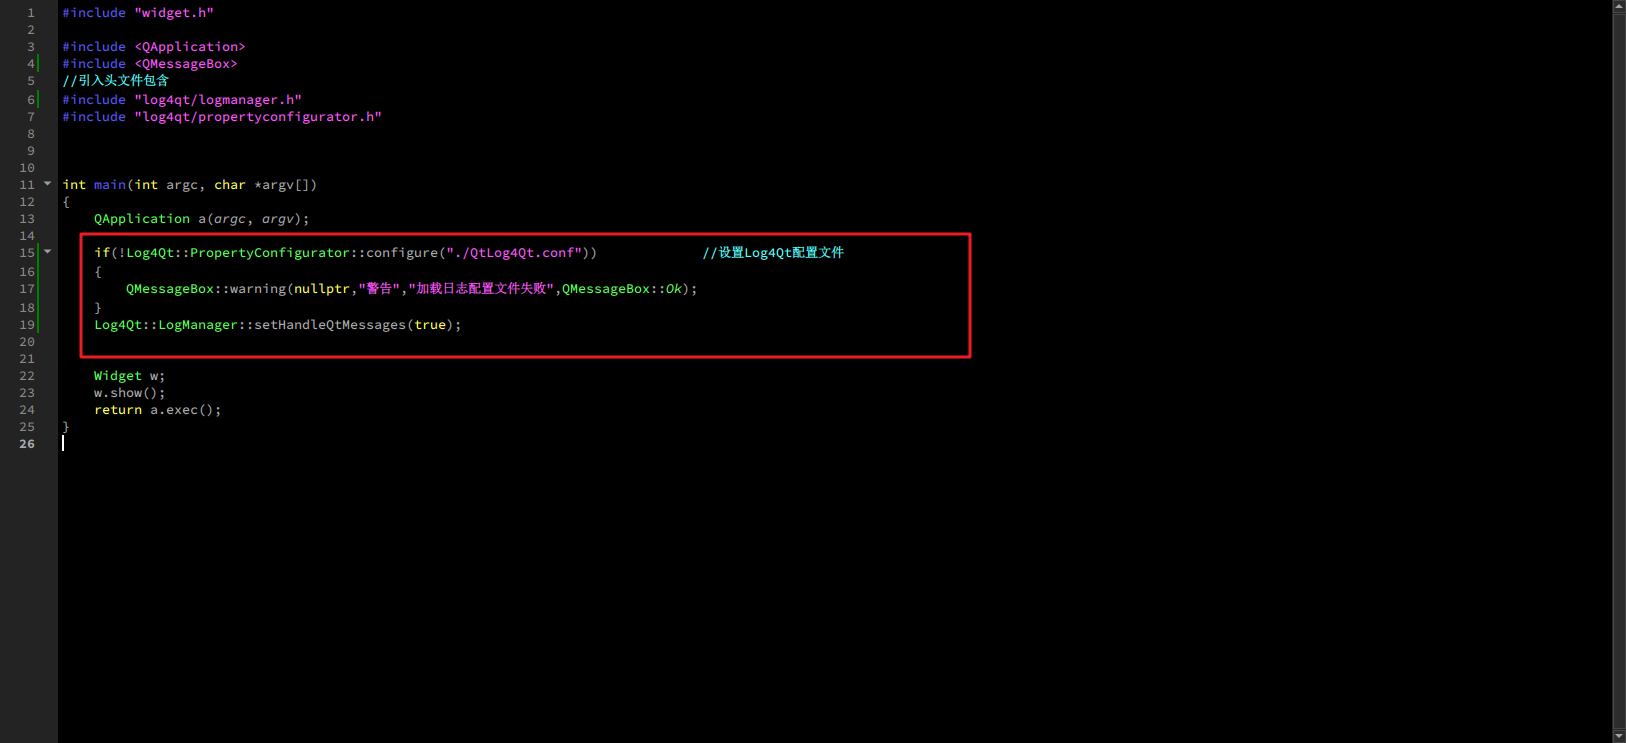 1 #include "widget.h"
2
3 #include <QApplication>
4 #include <QMessageBox>
5 //引入头文件包含
6 #include "log4qt/logmanager.h"
7 #include "log4qt/propertyconfigurator.h"
8
9
10
11 int main(int argc, char *argv[])
12 {
13     QApplication a(argc, argv);
14
15     if(!Log4Qt::PropertyConfigurator::configure("./QtLog4Qt.conf"))             //设置Log4Qt配置文件
16     {
17         QMessageBox::warning(nullptr,"警告","加载日志配置文件失败",QMessageBox::Ok);
18     }
19     Log4Qt::LogManager::setHandleQtMessages(true);
20
21
22     Widget w;
23     w.show();
24     return a.exec();
25 }
26